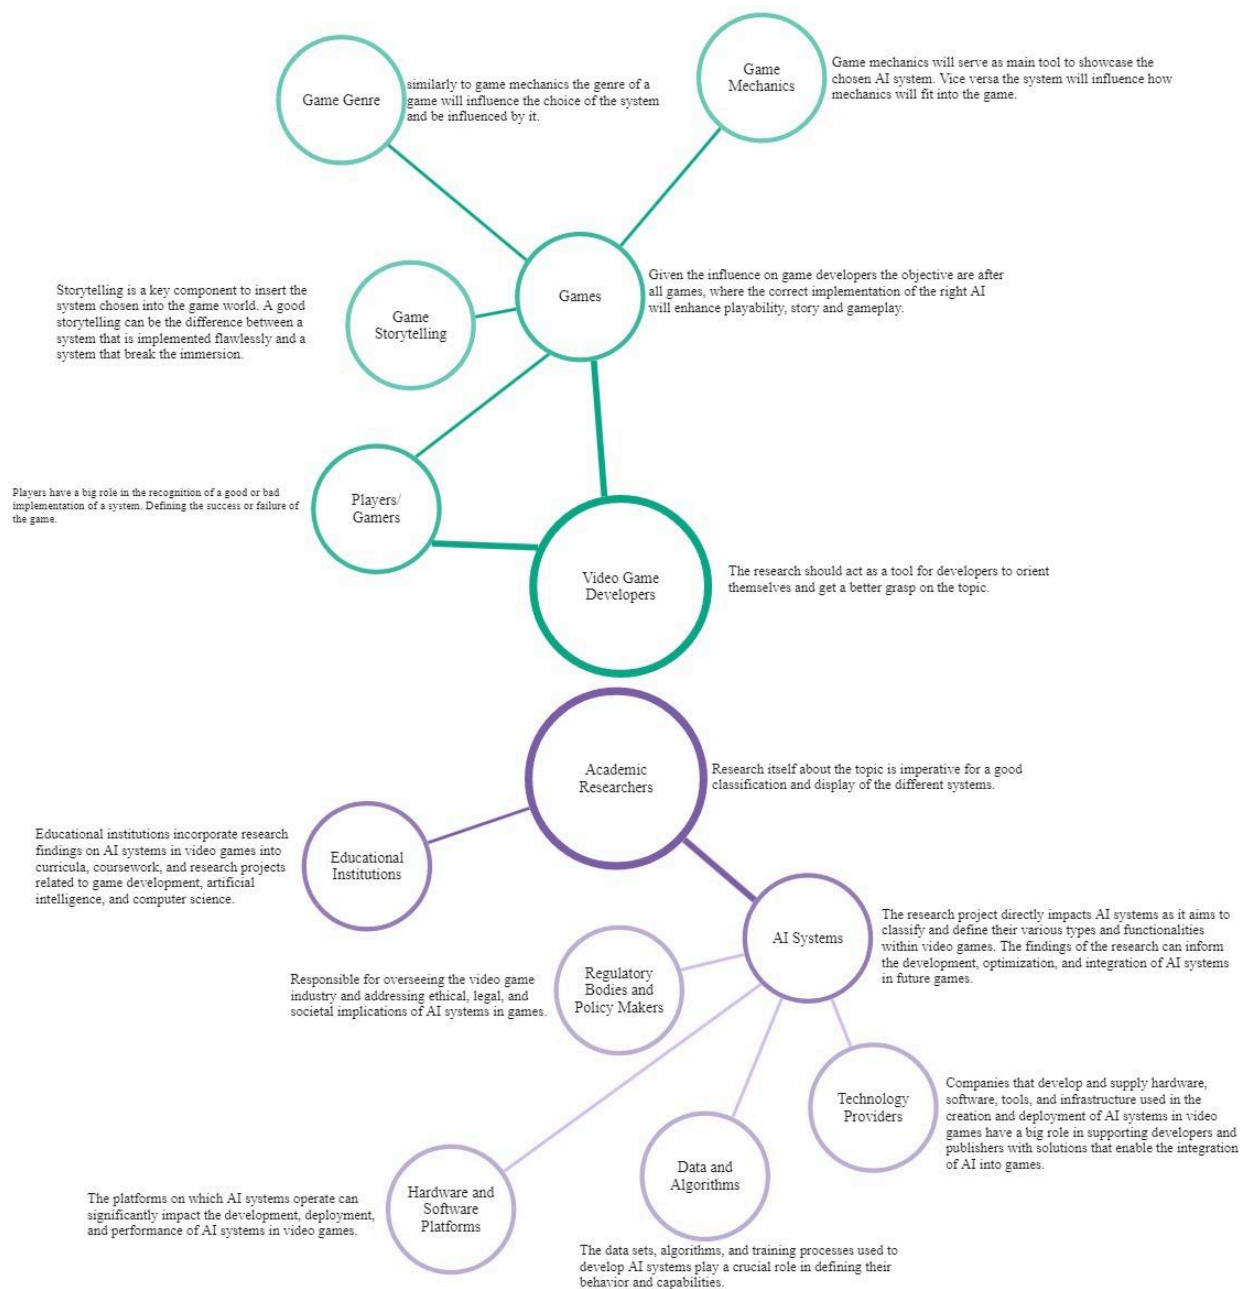 Game Genre
similarly to game mechanics the genre of a
game will influence the choice of the system
and be influenced by it.
Game
Mechanics
Game mechanics will serve as main tool to showcase the
chosen AI system. Vice versa the system will influence how
mechanics will fit into the game.
Storytelling is a key component to insert the
system chosen into the game world. A good
storytelling can be the difference between a
system that is implemented flawlessly and a
system that break the immersion.
Game
Storytelling
Games
Given the influence on game developers the objective are after
all games, where the correct implementation of the right AI
will enhance playability, story and gameplay.
Players have a big role in the recognition of a good or bad
implementation of a system. Defining the success or failure of
the game.
Players/
Gamers
Video Game
Developers
The research should act as a tool for developers to orient
themselves and get a better grasp on the topic.
Academic
Researchers
Research itself about the topic is imperative for a good
classification and display of the different systems.
Educational institutions incorporate research
findings on AI systems in video games into
curricula, coursework, and research projects
related to game development, artificial
intelligence, and computer science.
Educational
Institutions
AI Systems
The research project directly impacts AI systems as it aims to
classify and define their various types and functionalities
within video games. The findings of the research can inform
the development, optimization, and integration of AI systems
in future games.
Responsible for overseeing the video game
industry and addressing ethical, legal, and
societal implications of AI systems in games.
Regulatory
Bodies and
Policy Makers
Technology
Providers
Companies that develop and supply hardware,
software, tools, and infrastructure used in the
creation and deployment of AI systems in video
games have a big role in supporting developers and
publishers with solutions that enable the integration
of AI into games.
The platforms on which AI systems operate can
significantly impact the development, deployment,
and performance of AI systems in video games.
Hardware and
Software
Platforms
Data and
Algorithms
The data sets, algorithms, and training processes used to
develop AI systems play a crucial role in defining their
behavior and capabilities.